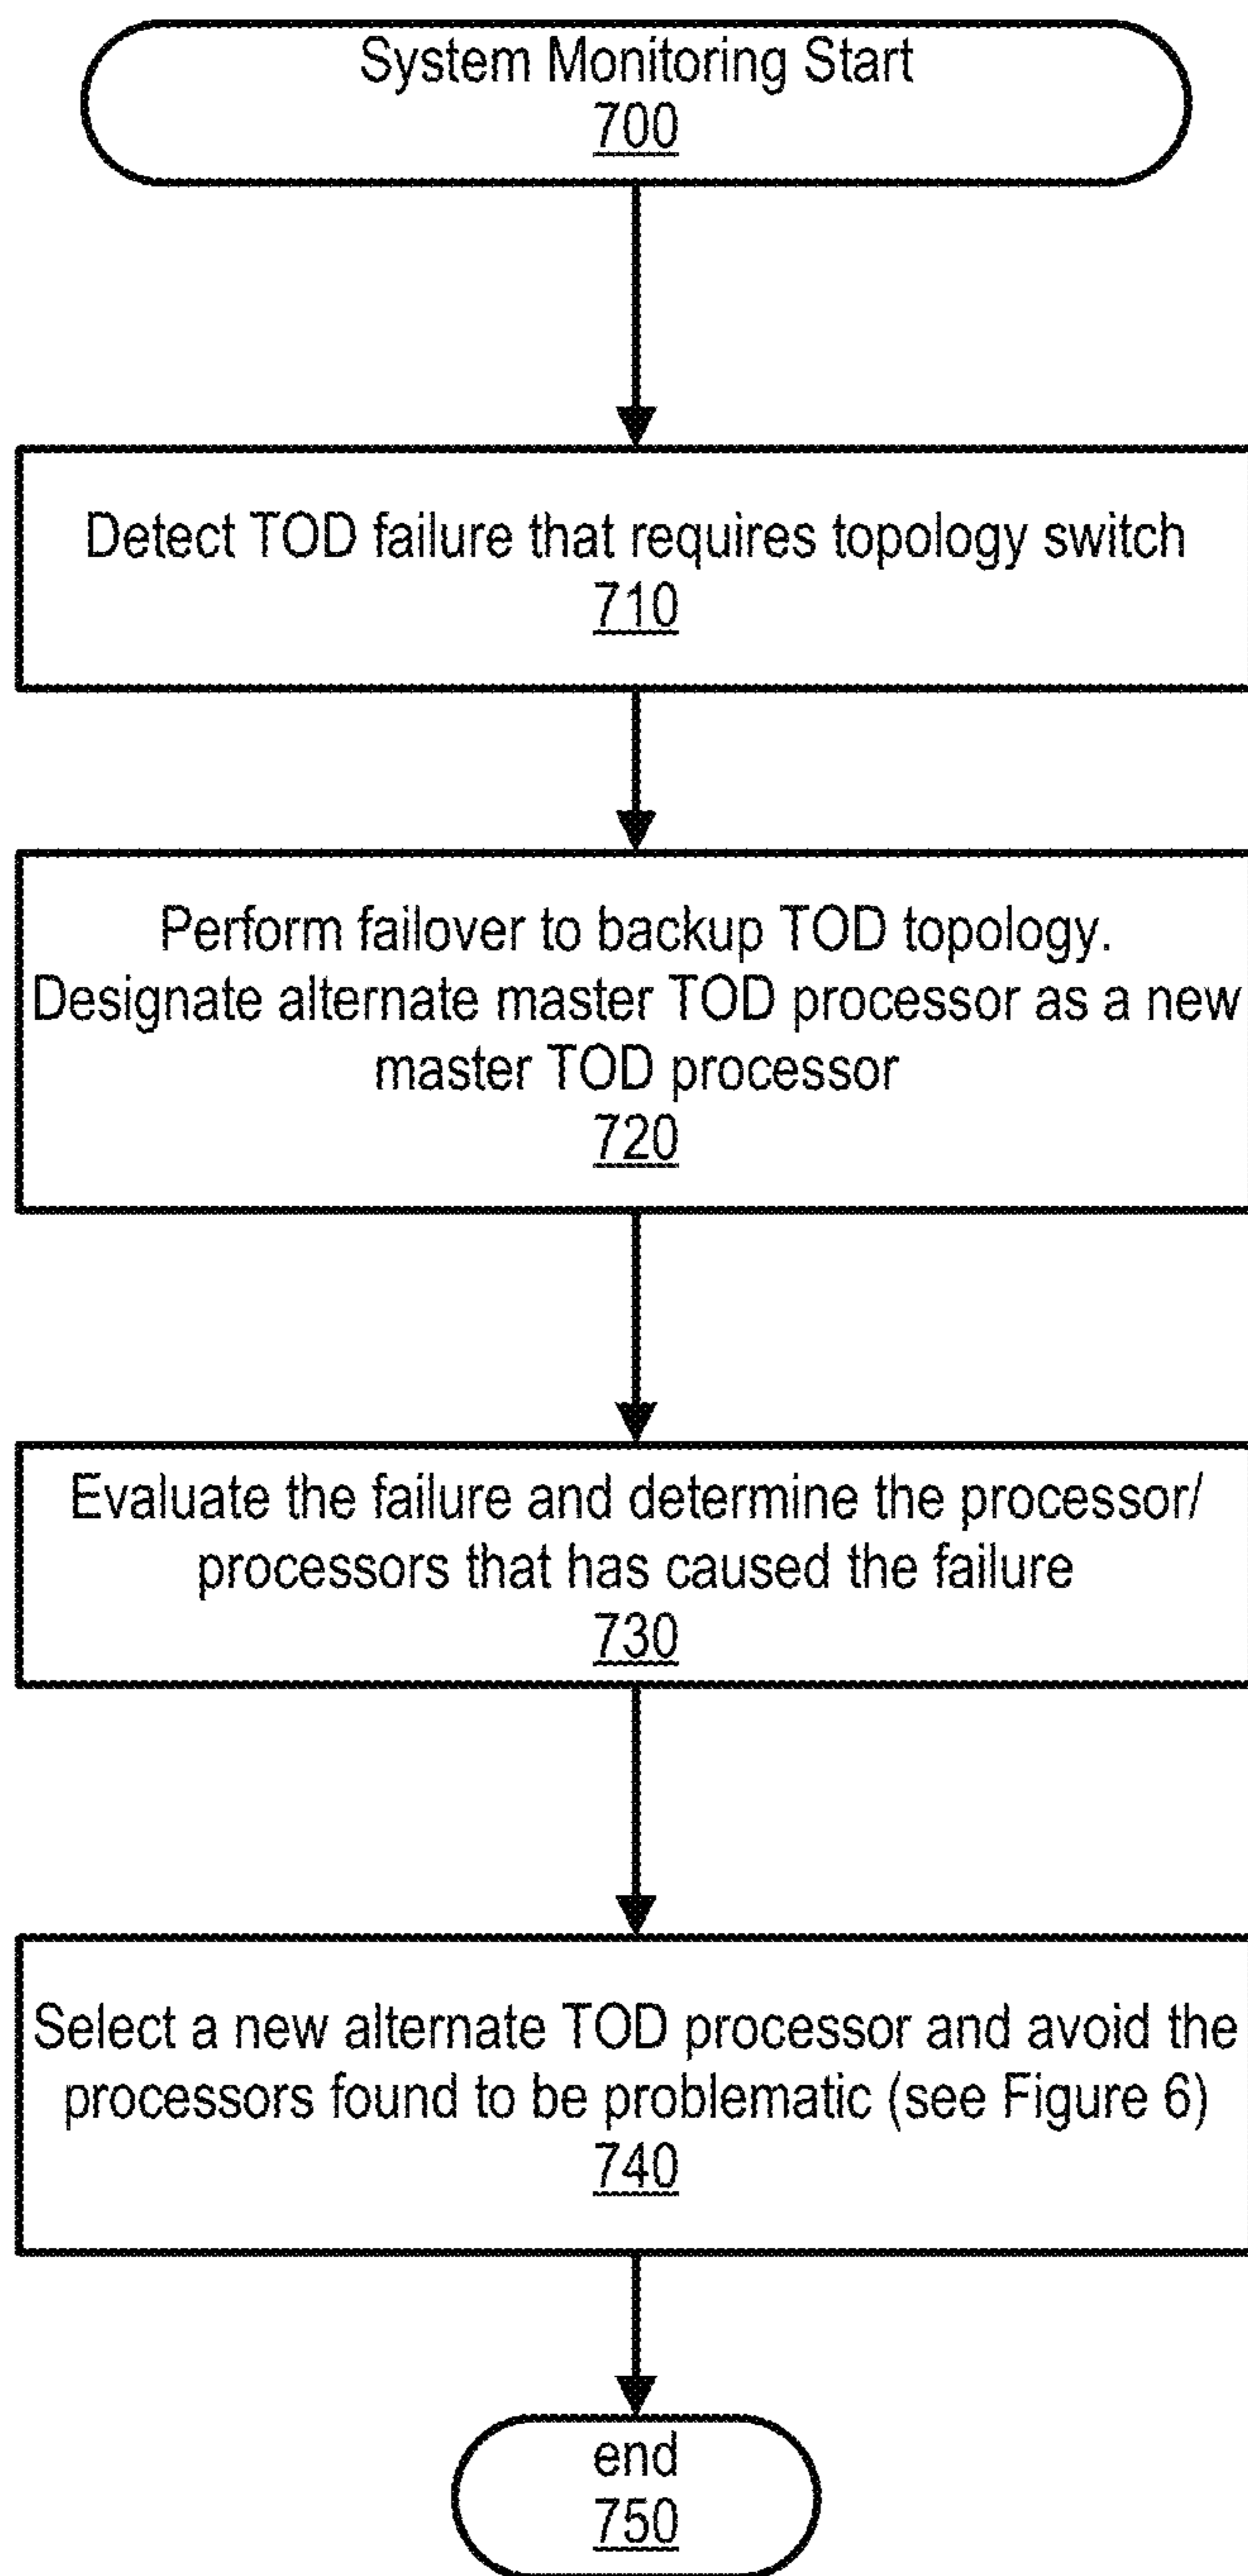 System Monitoring Start
700
Detect TOD failure that requires topology switch
710
Perform failover to backup TOD topology.
Designate alternate master TOD processor as a new
master TOD processor
720
Evaluate the failure and determine the processor/
processors that has caused the failure
730
Select a new alternate TOD processor and avoid the
processors found to be problematic (see Figure 6)
740
end
750